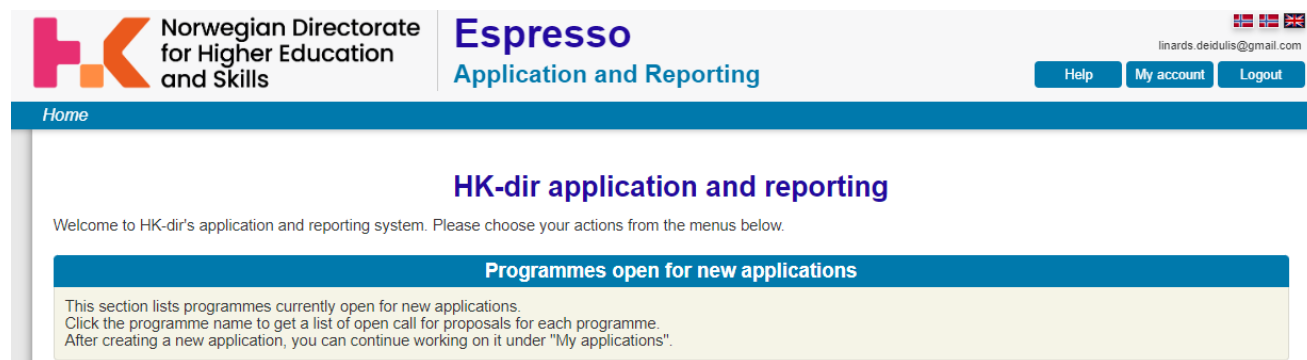 Norwegian Directorate
for Higher Education
and Skills
Espresso
Application and Reporting
linards.deidulis@gmail.com
Help
My account
Logout
Home
HK-dir application and reporting
Welcome to HK-dir's application and reporting system. Please choose your actions from the menus below.
Programmes open for new applications
This section lists programmes currently open for new applications.
Click the programme name to get a list of open call for proposals for each programme.
After creating a new application, you can continue working on it under "My applications".